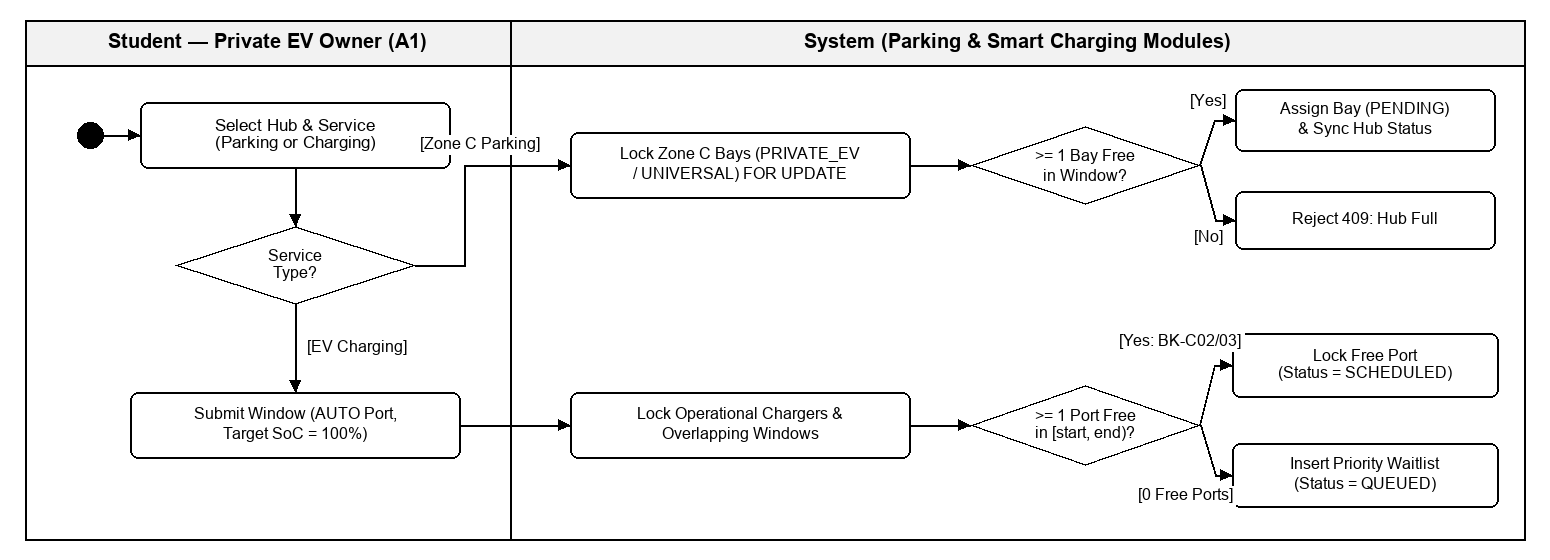 Student — Private EV Owner (A1)
System (Parking & Smart Charging Modules)
Select Hub & Service
(Parking or Charging)
[Zone C Parking]
Lock Zone C Bays (PRIVATE_EV
/ UNIVERSAL) FOR UPDATE
>= 1 Bay Free
in Window?
[Yes]
Assign Bay (PENDING)
& Sync Hub Status
[No]
Reject 409: Hub Full
Service
Type?
[EV Charging]
Submit Window (AUTO Port,
Target SoC = 100%)
Lock Operational Chargers &
Overlapping Windows
>= 1 Port Free
in [start, end)?
[Yes: BK-C02/03]
Lock Free Port
(Status = SCHEDULED)
[0 Free Ports]
Insert Priority Waitlist
(Status = QUEUED)